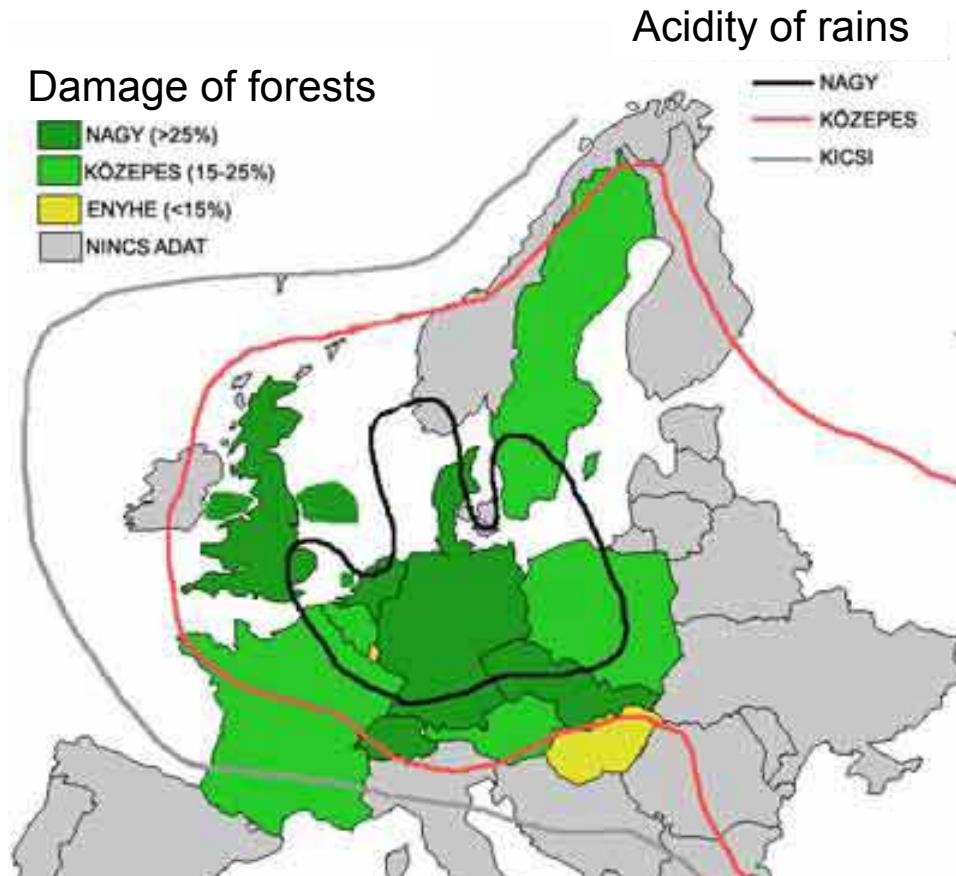 Acidity of rains
NAGY
KÖZEPES
KICSI
Damage of forests
NAGY (>25%)
KÖZEPES (15-25%)
ENYHE (<15%)
NINCS ADAT